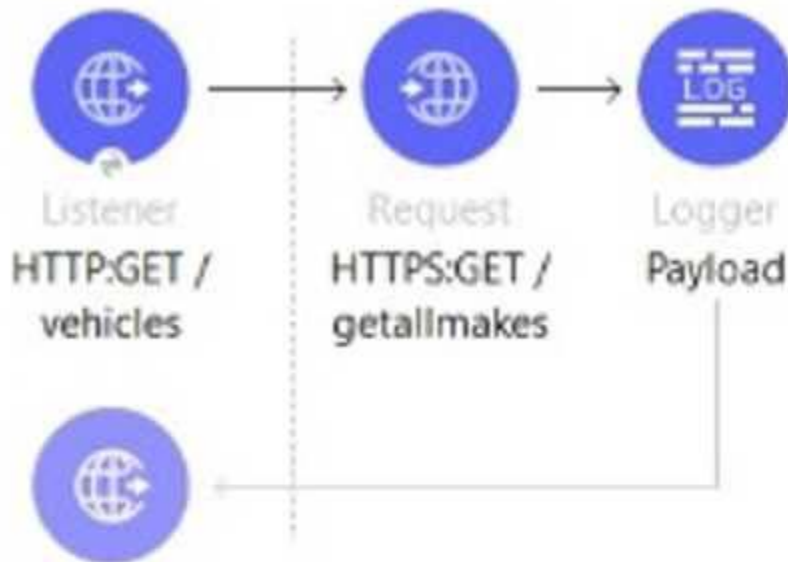 LOG
Listener
HTTP:GET /
vehicles
Request
HTTPS:GET /
getallmakes
Logger
Payload